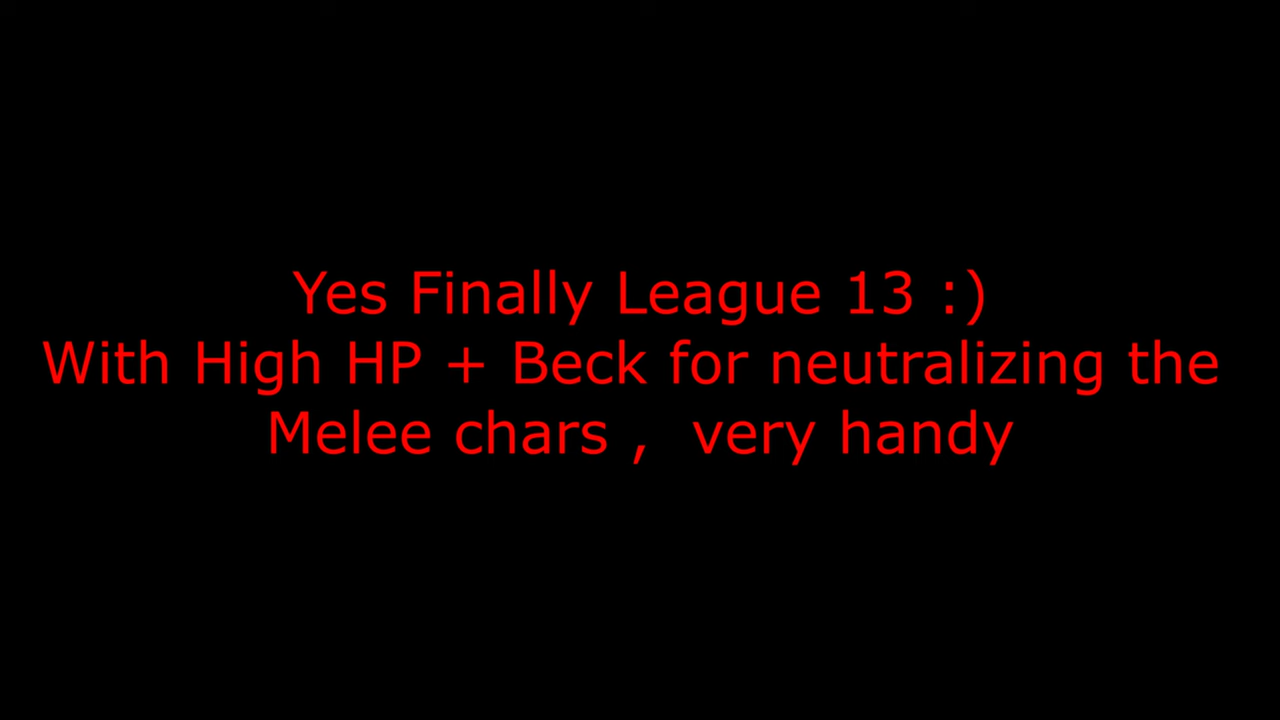 Yes Finally League 13 :)
With High HP + Beck for neutralizing the
Melee chars ,  very handy